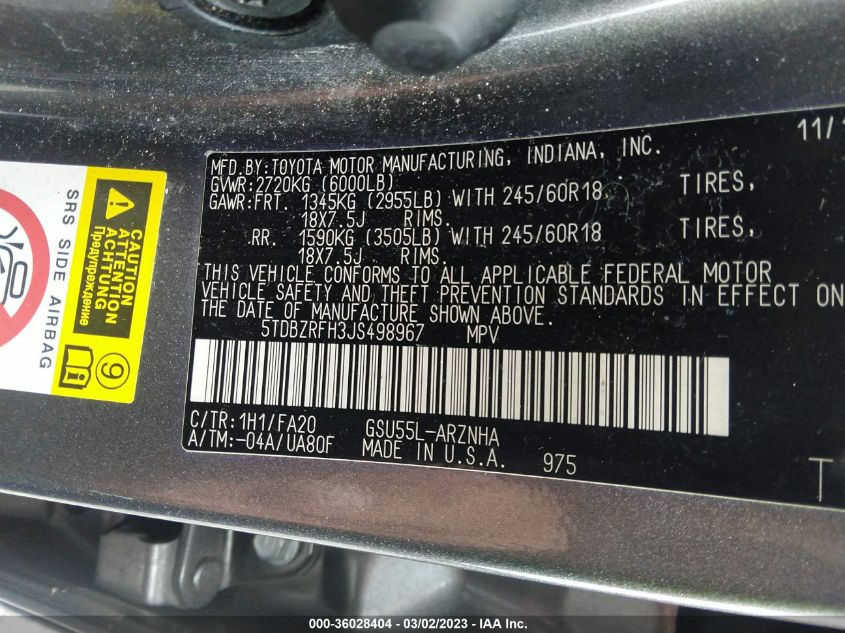 11/
MFD.BY:TOYOTA MOTOR MANUFACTURING, INDIANA, INC.
GVWR:2720KG (6000LB)
GAWR:FRT. 1345KG (2955LB) WITH 245/60R18 TIRES,
18X7.5J RIMS.
RR. 1590KG (3505LB) WITH 245/60R18 TIRES,
18X7.5J RIMS.
THIS VEHICLE CONFORMS TO ALL APPLICABLE FEDERAL MOTOR
VEHICLE SAFETY AND THEFT PREVENTION STANDARDS IN EFFECT ON
THE DATE OF MANUFACTURE SHOWN ABOVE.
5TDBZRFH3JS498967 MPV
C/TR:1H1/FA20 GSU55L-ARZNHA
A/TM:-04A/UA80F MADE IN U.S.A. 975
T
SRS SIDE AIRBAG
CAUTION
ATTENTION
ACHTUNG
Предупреждение
9
000-36028404 - 03/02/2023 - IAA Inc.